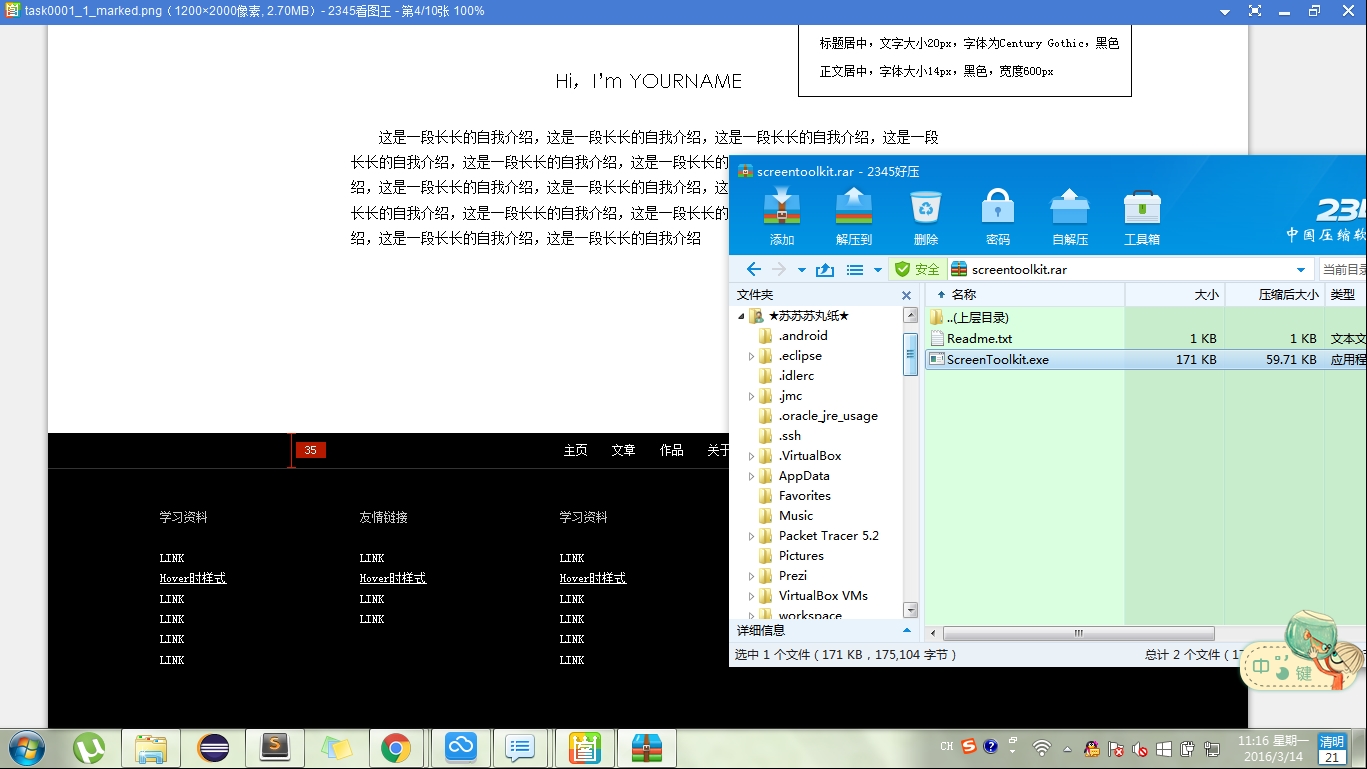 task0001_1_marked.png（1200×2000像素, 2.70MB）- 2345看图王 - 第4/10张 100%
标题居中，文字大小20px，字体为Century Gothic，黑色
正文居中，字体大小14px，黑色，宽度600px
Hi，I'm YOURNAME
这是一段长长的自我介绍，这是一段长长的自我介绍，这是一段长长的自我介绍，这是一段
长长的自我介绍，这是一段长长的自我介绍，这是一段长长的
绍，这是一段长长的自我介绍，这是一段长长的自我介绍，这
长长的自我介绍，这是一段长长的自我介绍，这是一段长长的
绍，这是一段长长的自我介绍，这是一段长长的自我介绍
35
主页 文章 作品 关于
学习资料 友情链接 学习资料
LINK LINK LINK
Hover时样式 Hover时样式 Hover时样式
LINK LINK LINK
LINK LINK LINK
LINK LINK
LINK LINK
screentoolkit.rar - 2345好压
添加 解压到 删除 密码 自解压 工具箱
2345
中国压缩软
安全 screentoolkit.rar 当前目录
文件夹
名称 大小 压缩后大小 类型
★苏苏苏丸纸★
.android
.eclipse
.idlerc
.jmc
.oracle_jre_usage
.ssh
.VirtualBox
AppData
Favorites
Music
Packet Tracer 5.2
Pictures
Prezi
VirtualBox VMs
workspace
..(上层目录)
Readme.txt 1 KB 1 KB 文本文
ScreenToolkit.exe 171 KB 59.71 KB 应用程
详细信息
选中 1 个文件（171 KB，175,104 字节）
总计 2 个文件（17
中 键
CH
11:16 星期一
2016/3/14
清明
21